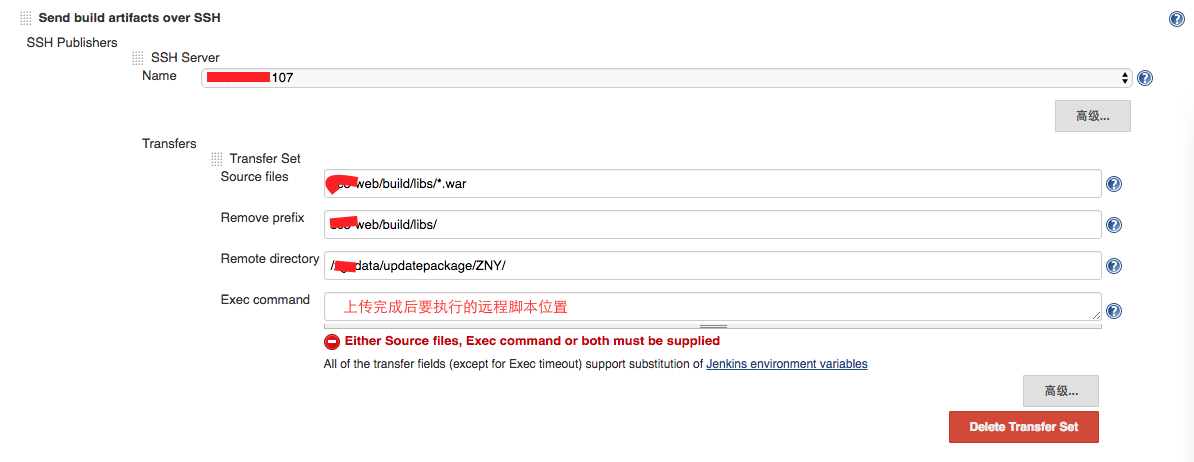 Send build artifacts over SSH
SSH Publishers
SSH Server
Name 107
高级...
Transfers
Transfer Set
Source files web/build/libs/*.war
Remove prefix web/build/libs/
Remote directory / data/updatepackage/ZNY/
Exec command 上传完成后要执行的远程脚本位置
Either Source files, Exec command or both must be supplied
All of the transfer fields (except for Exec timeout) support substitution of Jenkins environment variables
高级...
Delete Transfer Set